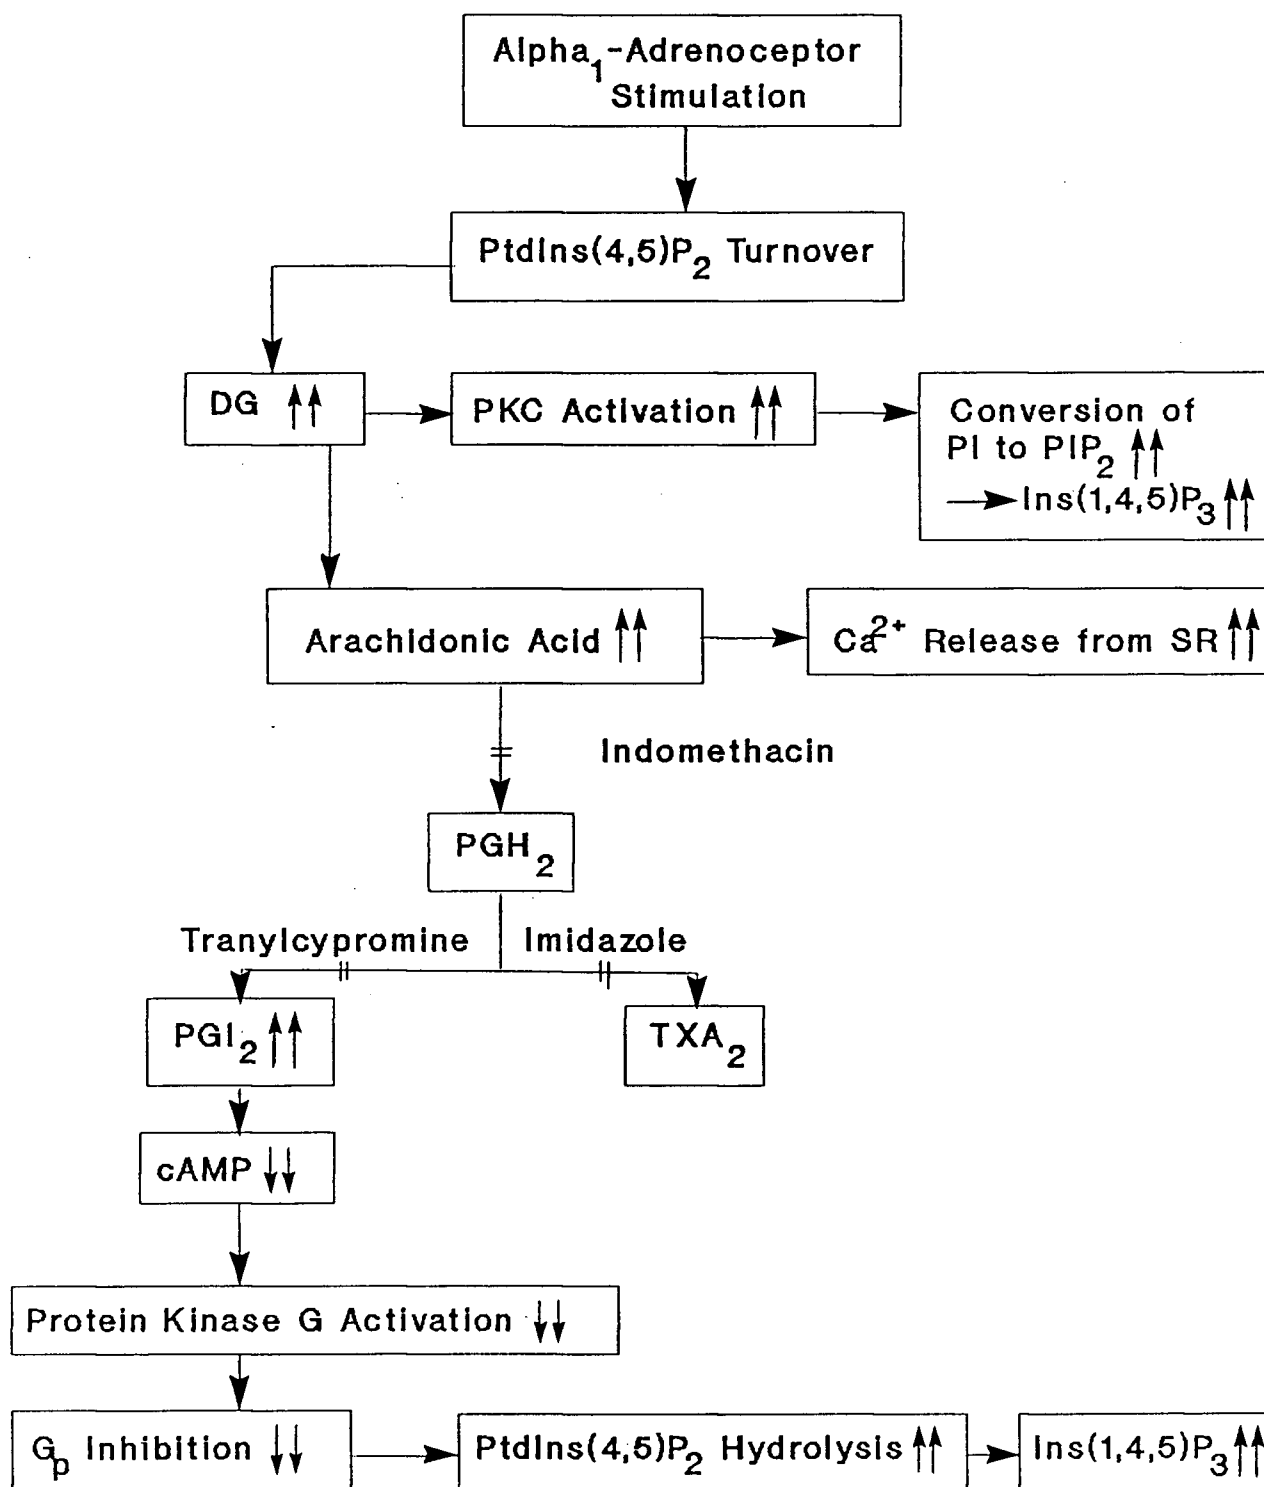 Alpha₁-Adrenoceptor
Stimulation
PtdIns(4,5)P₂ Turnover
DG ↑↑
PKC Activation ↑↑
Conversion of
PI to PIP₂ ↑↑
→ Ins(1,4,5)P₃ ↑↑
Arachidonic Acid ↑↑
Ca²⁺ Release from SR ↑↑
Indomethacin
PGH₂
Tranylcypromine
Imidazole
PGI₂ ↑↑
TXA₂
cAMP ↓↓
Protein Kinase G Activation ↓↓
Gₚ Inhibition ↓↓
PtdIns(4,5)P₂ Hydrolysis ↑↑
Ins(1,4,5)P₃ ↑↑